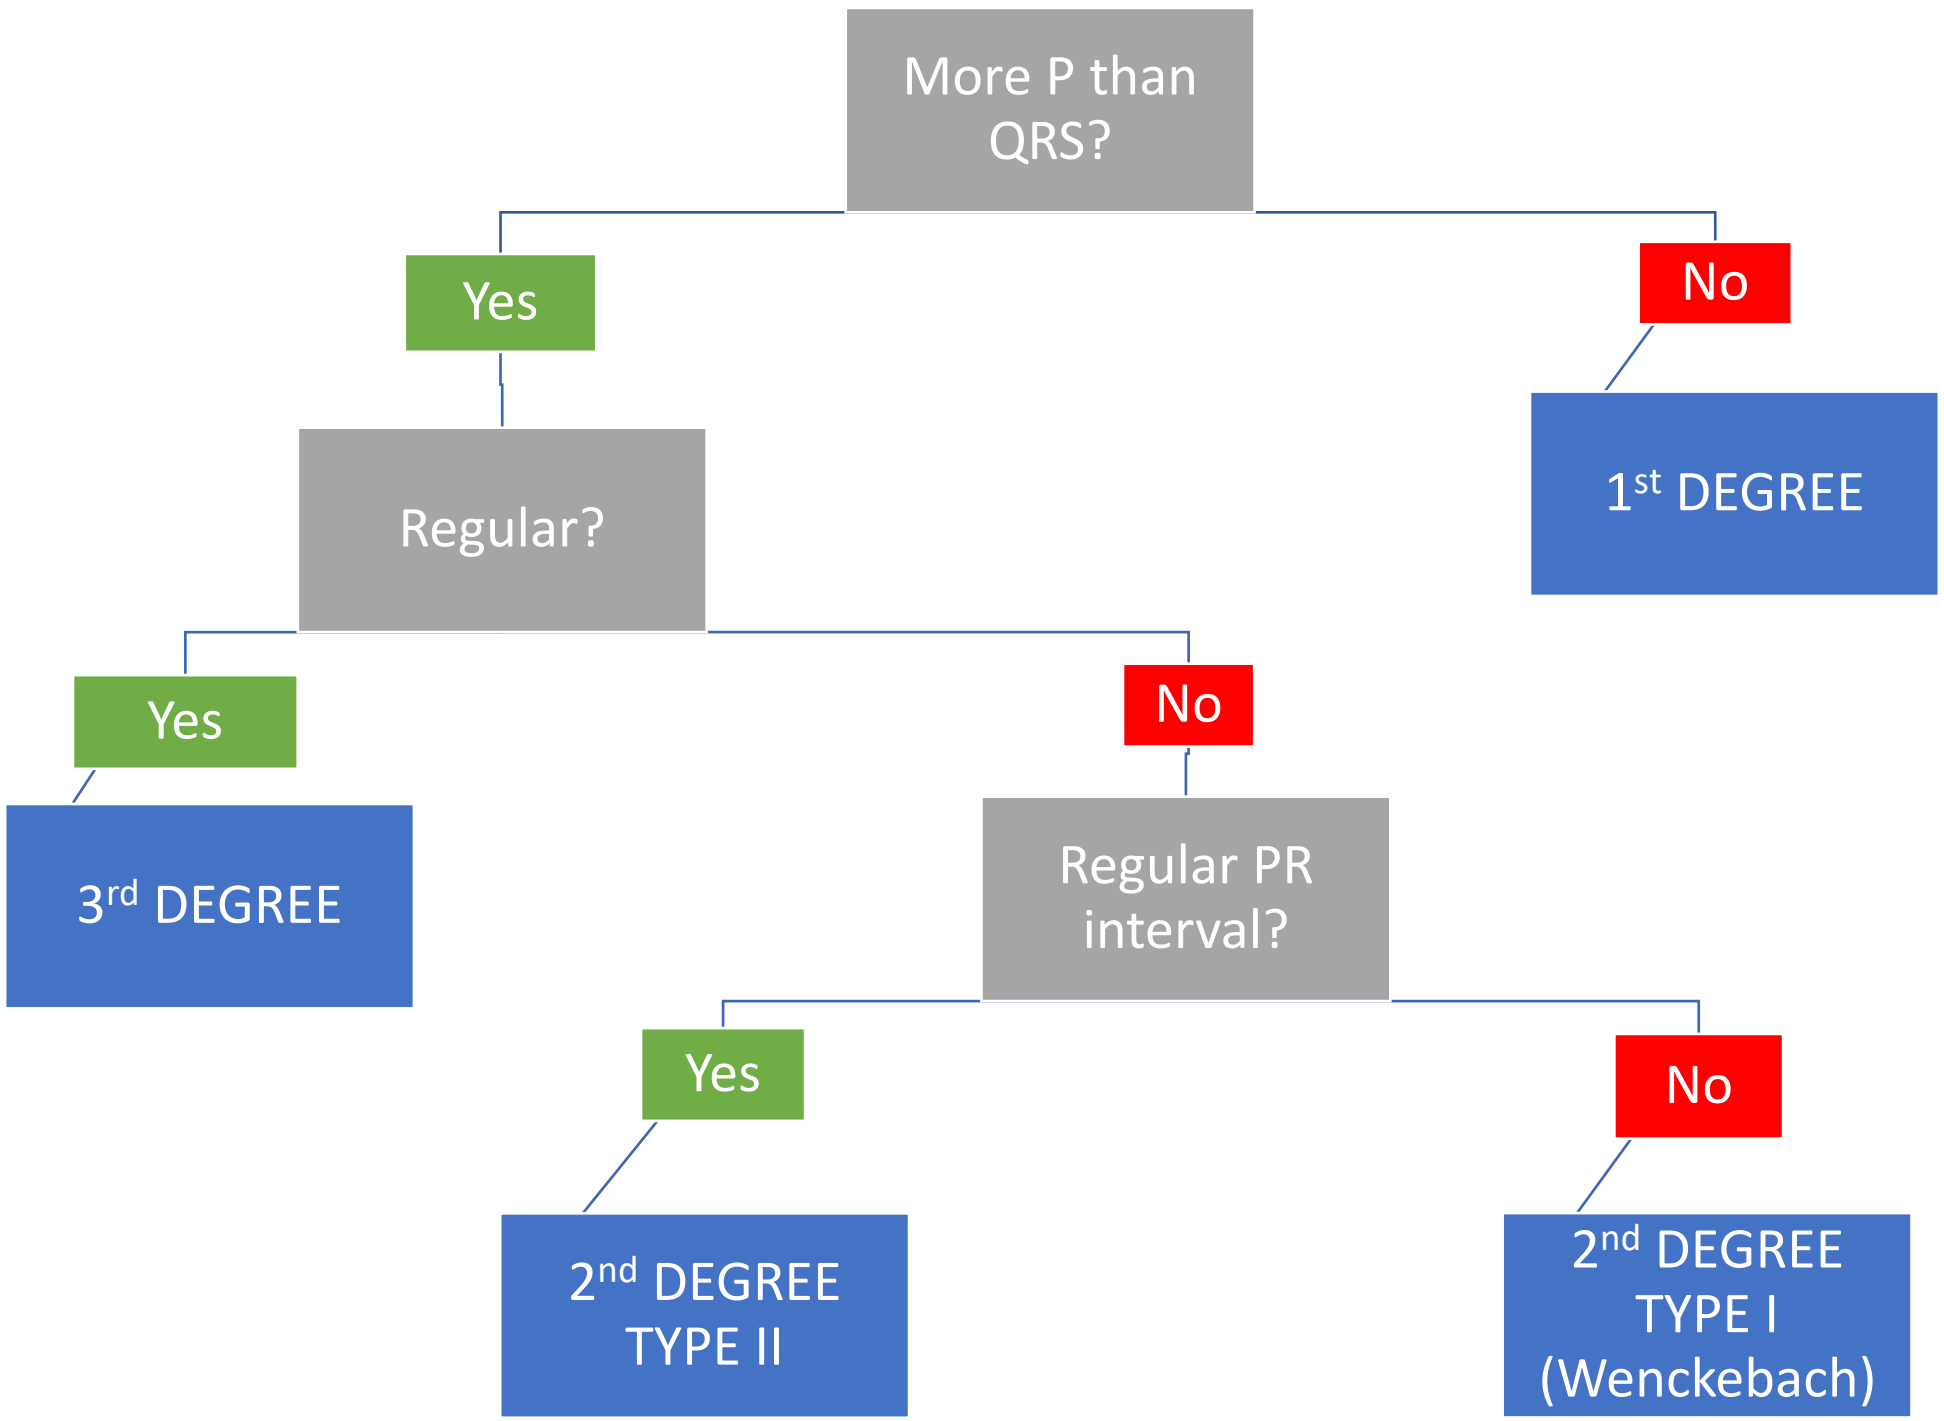 More P than
QRS?
Yes
No
Regular?
1st DEGREE
Yes
No
3rd DEGREE
Regular PR
interval?
Yes
No
2nd DEGREE
TYPE II
2nd DEGREE
TYPE I
(Wenckebach)